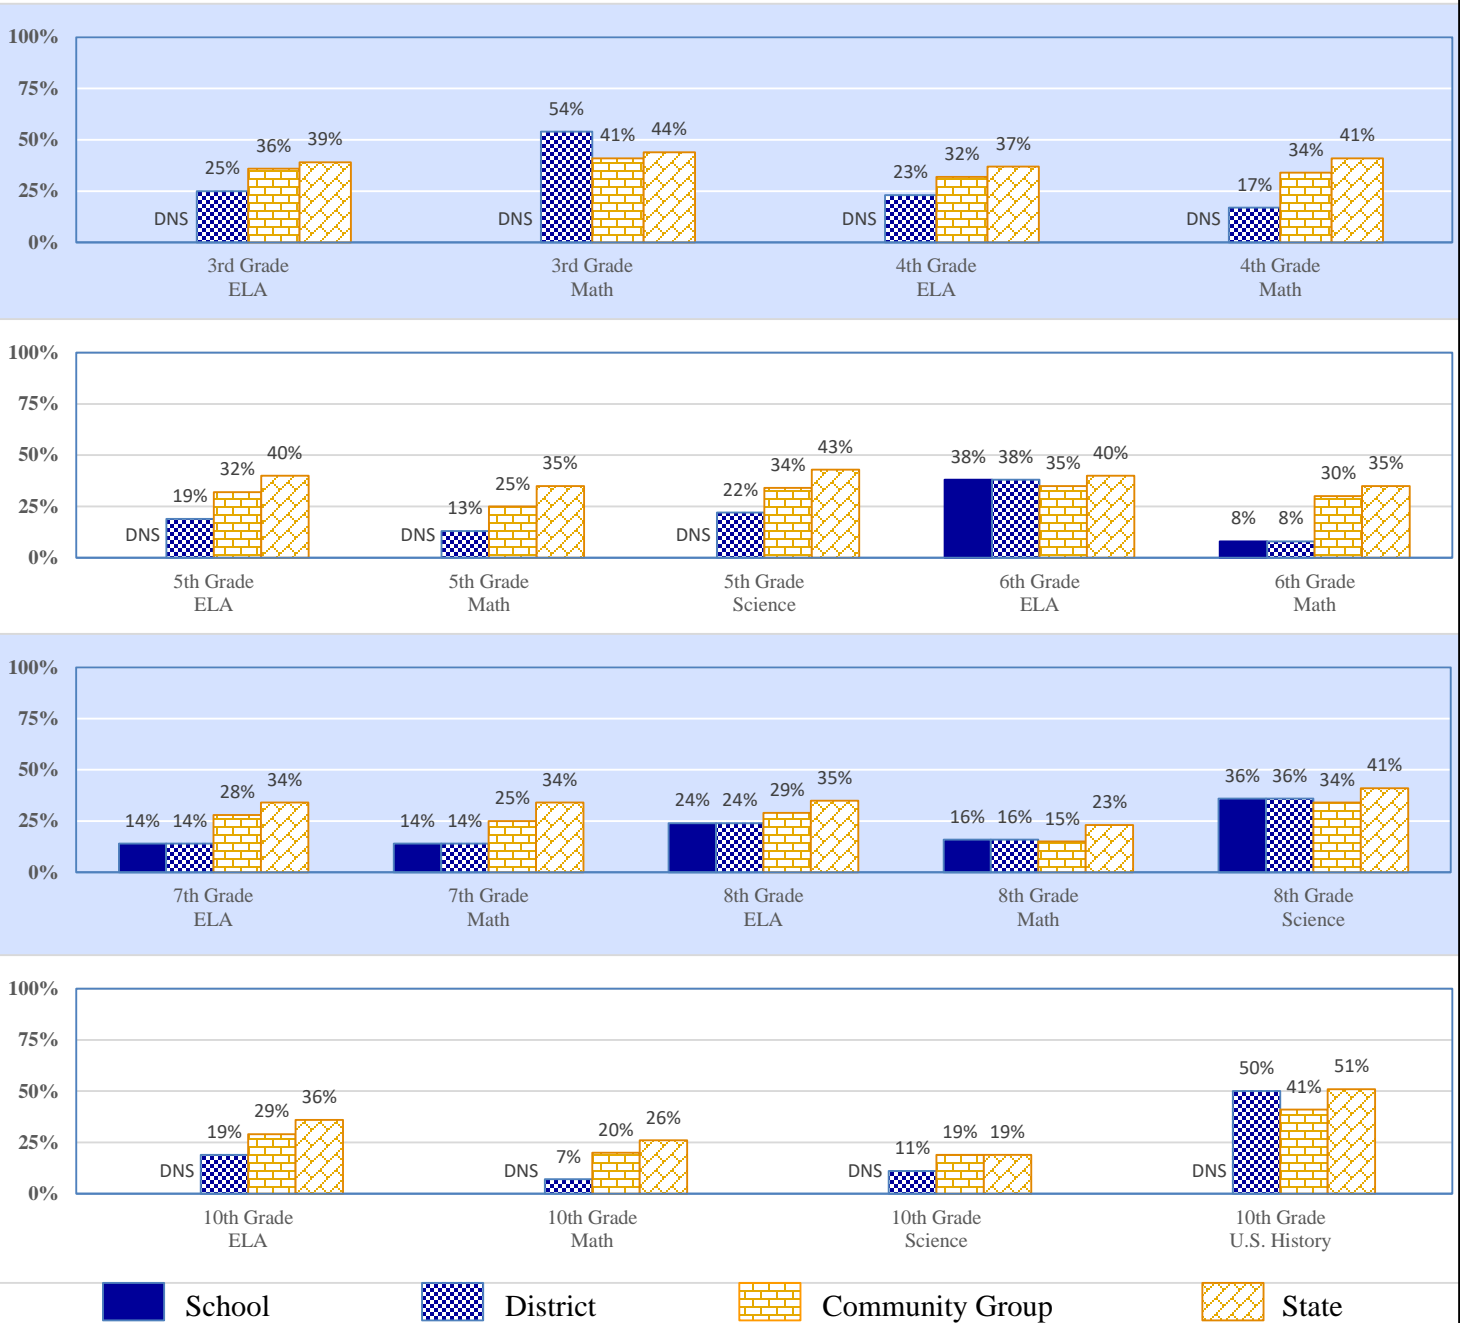 100%
75%
50%
25%
0%
DNS 25% 36% 39%
DNS 54% 41% 44%
DNS 23% 32% 37%
DNS 17% 34% 41%
3rd Grade
ELA
3rd Grade
Math
4th Grade
ELA
4th Grade
Math
100%
75%
50%
25%
0%
DNS 19% 32% 40%
DNS 13% 25% 35%
DNS 22% 34% 43%
38% 38% 35% 40%
8% 8% 30% 35%
5th Grade
ELA
5th Grade
Math
5th Grade
Science
6th Grade
ELA
6th Grade
Math
100%
75%
50%
25%
0%
14% 14% 28% 34%
14% 14% 25% 34%
24% 24% 29% 35%
16% 16% 15% 23%
36% 36% 34% 41%
7th Grade
ELA
7th Grade
Math
8th Grade
ELA
8th Grade
Math
8th Grade
Science
100%
75%
50%
25%
0%
DNS 19% 29% 36%
DNS 7% 20% 26%
DNS 11% 19% 19%
DNS 50% 41% 51%
10th Grade
ELA
10th Grade
Math
10th Grade
Science
10th Grade
U.S. History
School District Community Group State